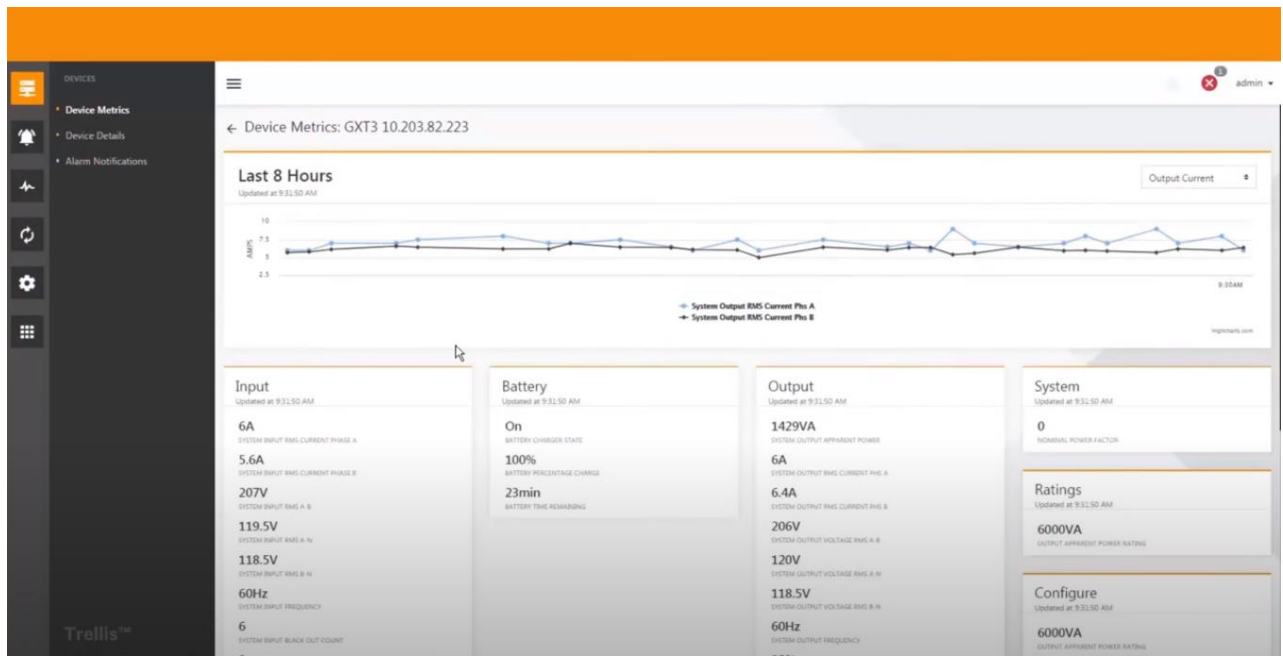 DEVICES
Device Metrics
Device Details
Alarm Notifications
Trellis™
1
admin
← Device Metrics: GXT3 10.203.82.223
Last 8 Hours
Updated at 9:31:50 AM
Output Current
AMPS
10
7.5
5
2.5
9:30AM
System Output RMS Current Phs A
System Output RMS Current Phs B
Highcharts.com
Input
Updated at 9:31:50 AM
6A
SYSTEM INPUT RMS CURRENT PHASE A
5.6A
SYSTEM INPUT RMS CURRENT PHASE B
207V
SYSTEM INPUT RMS A-B
119.5V
SYSTEM INPUT RMS A-N
118.5V
SYSTEM INPUT RMS B-N
60Hz
SYSTEM INPUT FREQUENCY
6
SYSTEM INPUT BLACK OUT COUNT
Battery
Updated at 9:31:50 AM
On
BATTERY CHARGER STATE
100%
BATTERY PERCENTAGE CHARGE
23min
BATTERY TIME REMAINING
Output
Updated at 9:31:50 AM
1429VA
SYSTEM OUTPUT APPARENT POWER
6A
SYSTEM OUTPUT RMS CURRENT PHS A
6.4A
SYSTEM OUTPUT RMS CURRENT PHS B
206V
SYSTEM OUTPUT VOLTAGE RMS A-B
120V
SYSTEM OUTPUT VOLTAGE RMS A-N
118.5V
SYSTEM OUTPUT VOLTAGE RMS B-N
60Hz
SYSTEM OUTPUT FREQUENCY
System
Updated at 9:31:50 AM
0
NOMINAL POWER FACTOR
Ratings
Updated at 9:31:50 AM
6000VA
OUTPUT APPARENT POWER RATING
Configure
Updated at 9:31:50 AM
6000VA
OUTPUT APPARENT POWER RATING